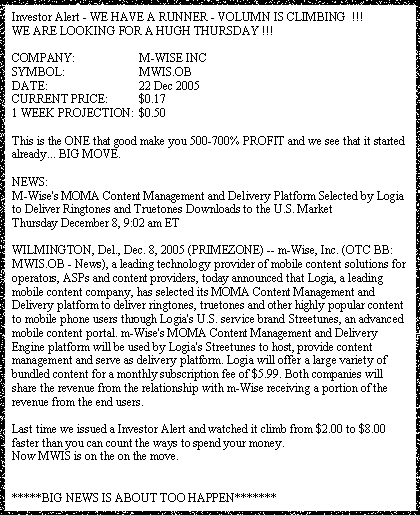 Investor Alert - WE HAVE A RUNNER - VOLUMN IS CLIMBING !!!
WE ARE LOOKING FOR A HUGH THURSDAY !!!
COMPANY: M-WISE INC
SYMBOL: MWIS.OB
DATE: 22 Dec 2005
CURRENT PRICE: $0.17
1 WEEK PROJECTION: $0.50
This is the ONE that good make you 500-700% PROFIT and we see that it started
already... BIG MOVE.
NEWS:
M-Wise's MOMA Content Management and Delivery Platform Selected by Logia
to Deliver Ringtones and Truetones Downloads to the U.S. Market
Thursday December 8, 9:02 am ET
WILMINGTON, Del., Dec. 8, 2005 (PRIMEZONE) -- m-Wise, Inc. (OTC BB:
MWIS.OB - News), a leading technology provider of mobile content solutions for
operators, ASPs and content providers, today announced that Logia, a leading
mobile content company, has selected its MOMA Content Management and
Delivery platform to deliver ringtones, truetones and other highly popular content
to mobile phone users through Logia's U.S. service brand Streetunes, an advanced
mobile content portal. m-Wise's MOMA Content Management and Delivery
Engine platform will be used by Logia's Streetunes to host, provide content
management and serve as delivery platform. Logia will offer a large variety of
bundled content for a monthly subscription fee of $5.99. Both companies will
share the revenue from the relationship with m-Wise receiving a portion of the
revenue from the end users.
Last time we issued a Investor Alert and watched it climb from $2.00 to $8.00
faster than you can count the ways to spend your money.
Now MWIS is on the on the move.
*****BIG NEWS IS ABOUT TOO HAPPEN*******